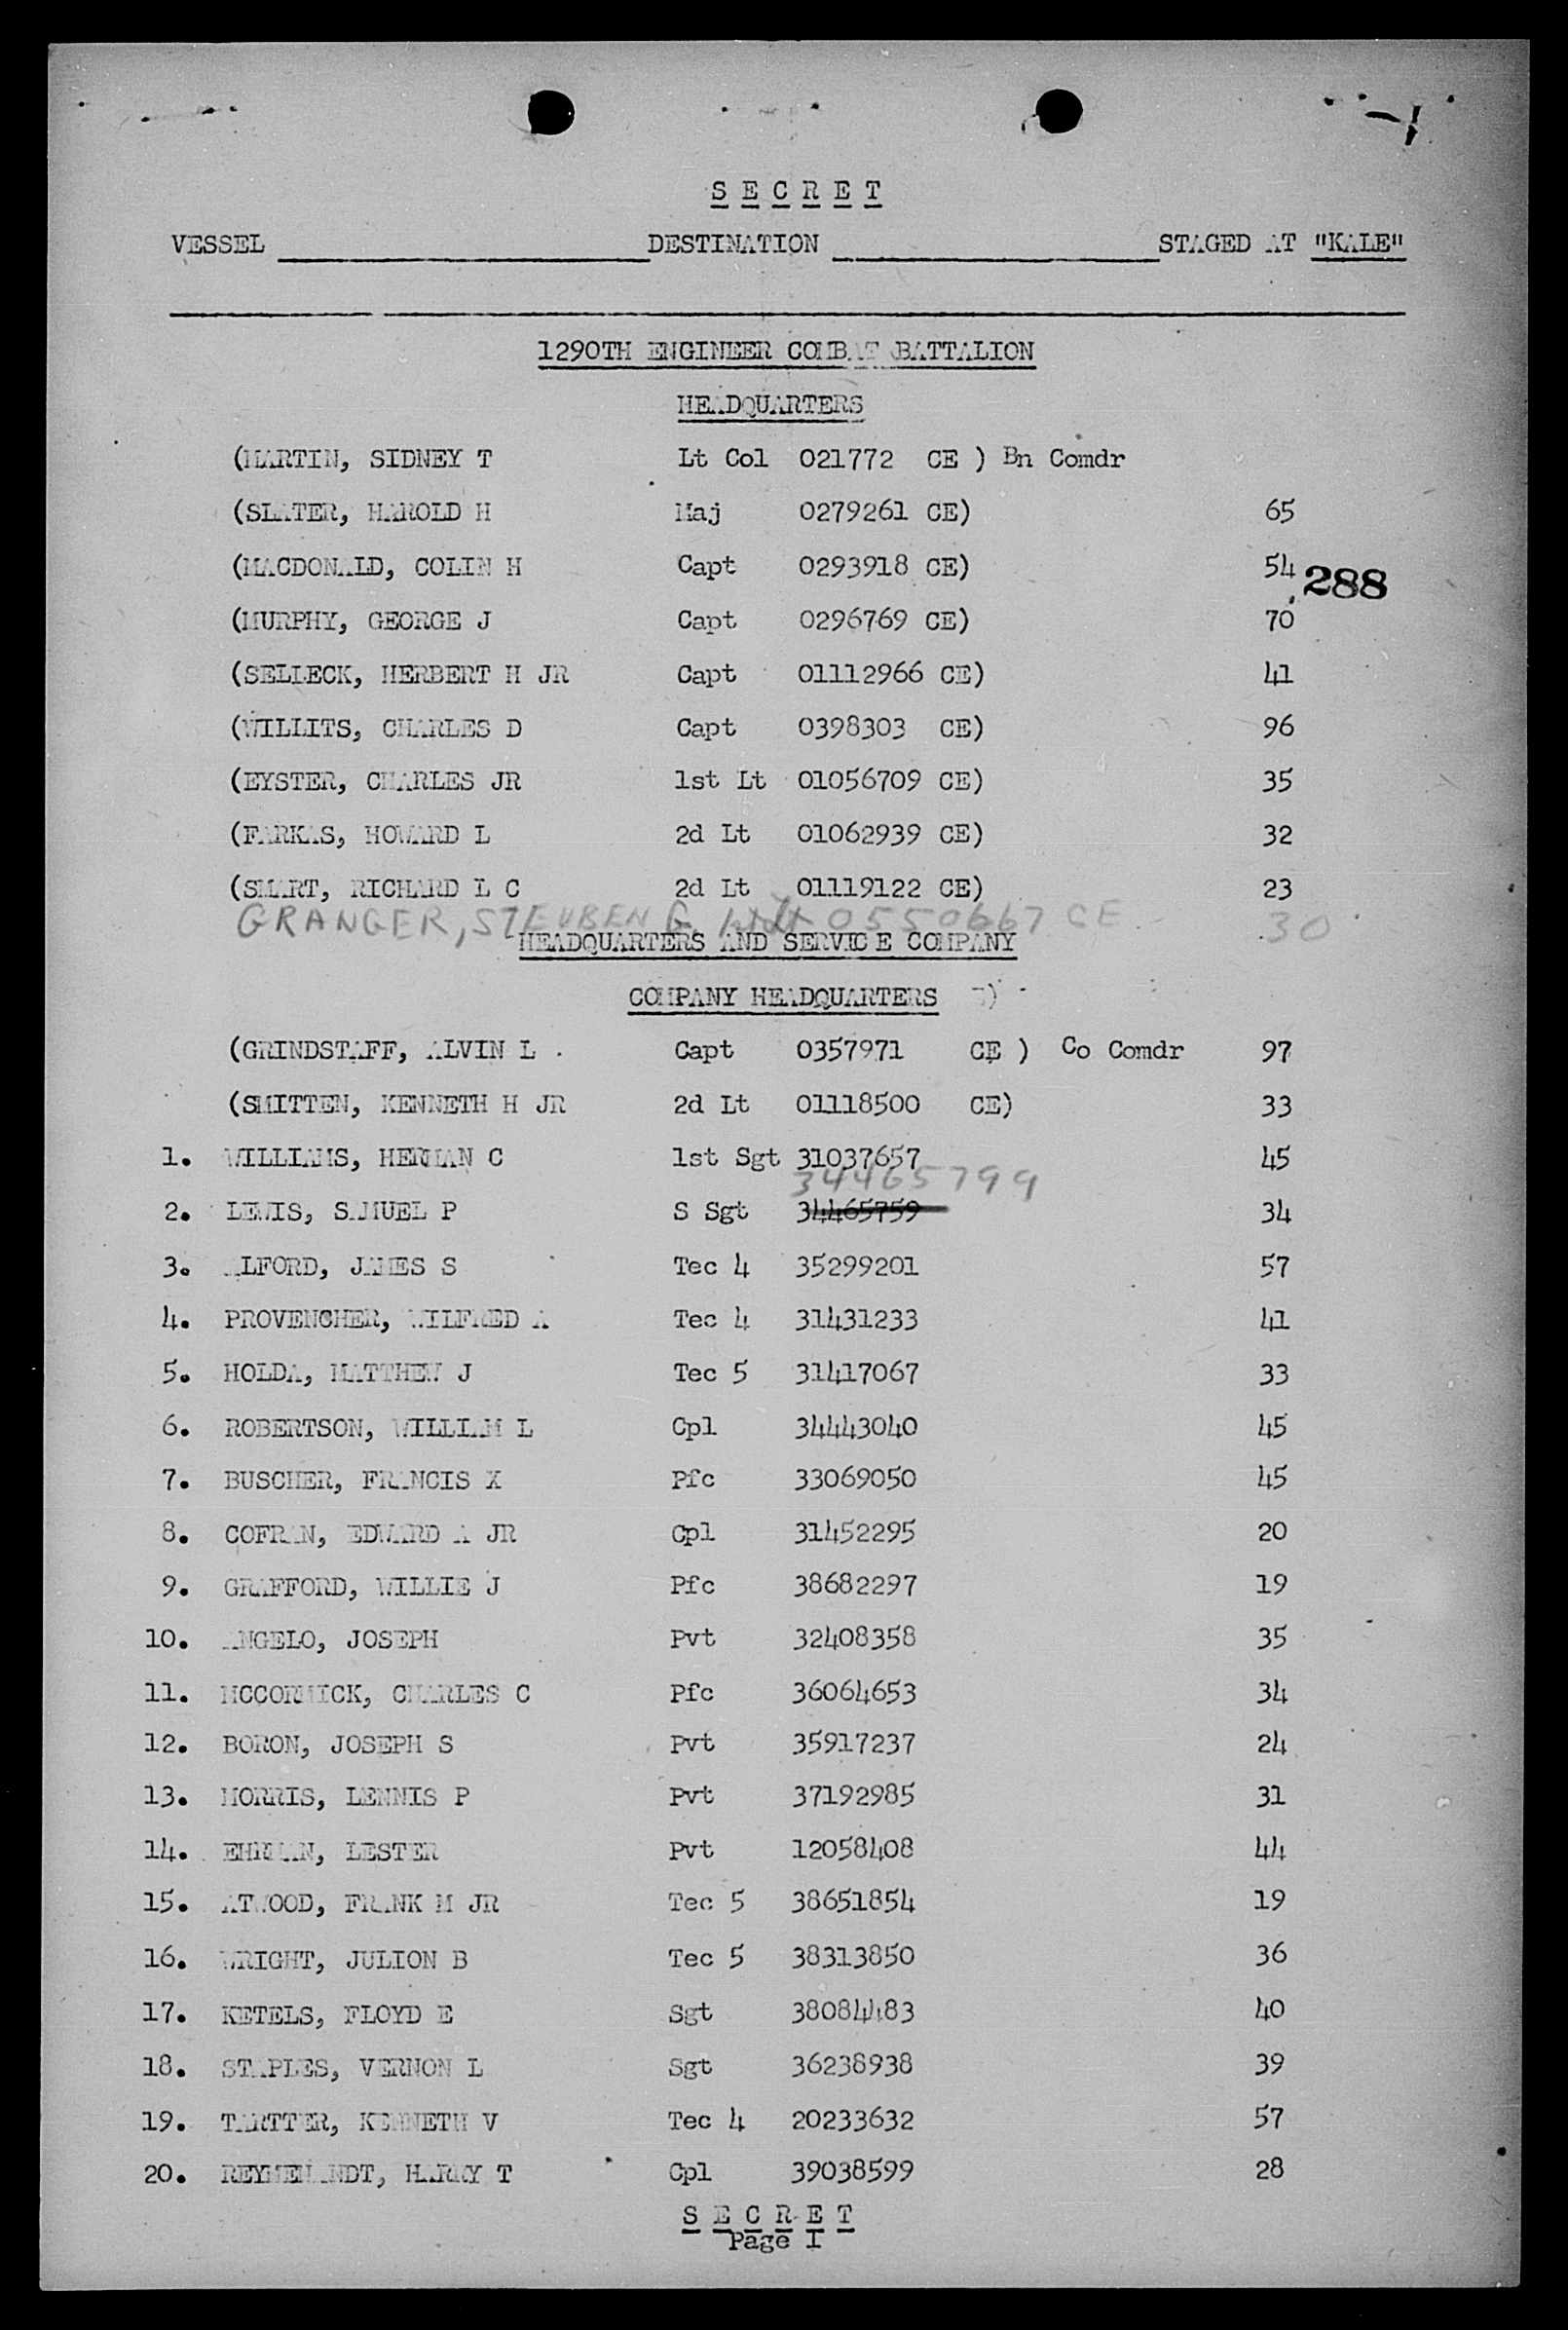 S E C R E T
VESSEL DESTINATION STAGED AT "KALE"
1290TH ENGINEER COMBAT BATTALION
HEADQUARTERS
(MARTIN, SIDNEY T Lt Col 021772 CE ) Bn Comdr
(SLATER, HAROLD H Maj 0279261 CE) 65
(MACDONALD, COLIN H Capt 0293918 CE) 54
288
(MURPHY, GEORGE J Capt 0296769 CE) 70
(SELLECK, HERBERT H JR Capt 01112966 CE) 41
(WILLITS, CHARLES D Capt 0398303 CE) 96
(EYSTER, CHARLES JR 1st Lt 01056709 CE) 35
(FARKAS, HOWARD L 2d Lt 01062939 CE) 32
(SMART, RICHARD L C 2d Lt 01119122 CE) 23
GRANGER, STEUBEN G. 0550667 CE 30
HEADQUARTERS AND SERVICE COMPANY
COMPANY HEADQUARTERS
(GRINDSTAFF, ALVIN L Capt 0357971 CE ) Co Comdr 97
(SMITTEN, KENNETH H JR 2d Lt 01118500 CE) 33
1. WILLIAMS, HERMAN C 1st Sgt 31037657 45
34465799
2. LEWIS, SAMUEL P S Sgt 34465759 34
3. ALFORD, JAMES S Tec 4 35299201 57
4. PROVENCHER, WILFRED A Tec 4 31431233 41
5. HOLDA, MATTHEW J Tec 5 31417067 33
6. ROBERTSON, WILLIAM L Cpl 34443040 45
7. BUSCHER, FRANCIS X Pfc 33069050 45
8. COFRAN, EDWARD A JR Cpl 31452295 20
9. GRAFFORD, WILLIE J Pfc 38682297 19
10. ANGELO, JOSEPH Pvt 32408358 35
11. MCCORMICK, CHARLES C Pfc 36064653 34
12. BORON, JOSEPH S Pvt 35917237 24
13. MORRIS, LENNIS P Pvt 37192985 31
14. EHRMAN, LESTER Pvt 12058408 44
15. ATWOOD, FRANK M JR Tec 5 38651854 19
16. WRIGHT, JULION B Tec 5 38313850 36
17. KETELS, FLOYD E Sgt 38084483 40
18. STAPLES, VERNON L Sgt 36238938 39
19. TARTTER, KENNETH V Tec 4 20233632 57
20. HARRY T Cpl 39038599 28
S E C R E T
Page I